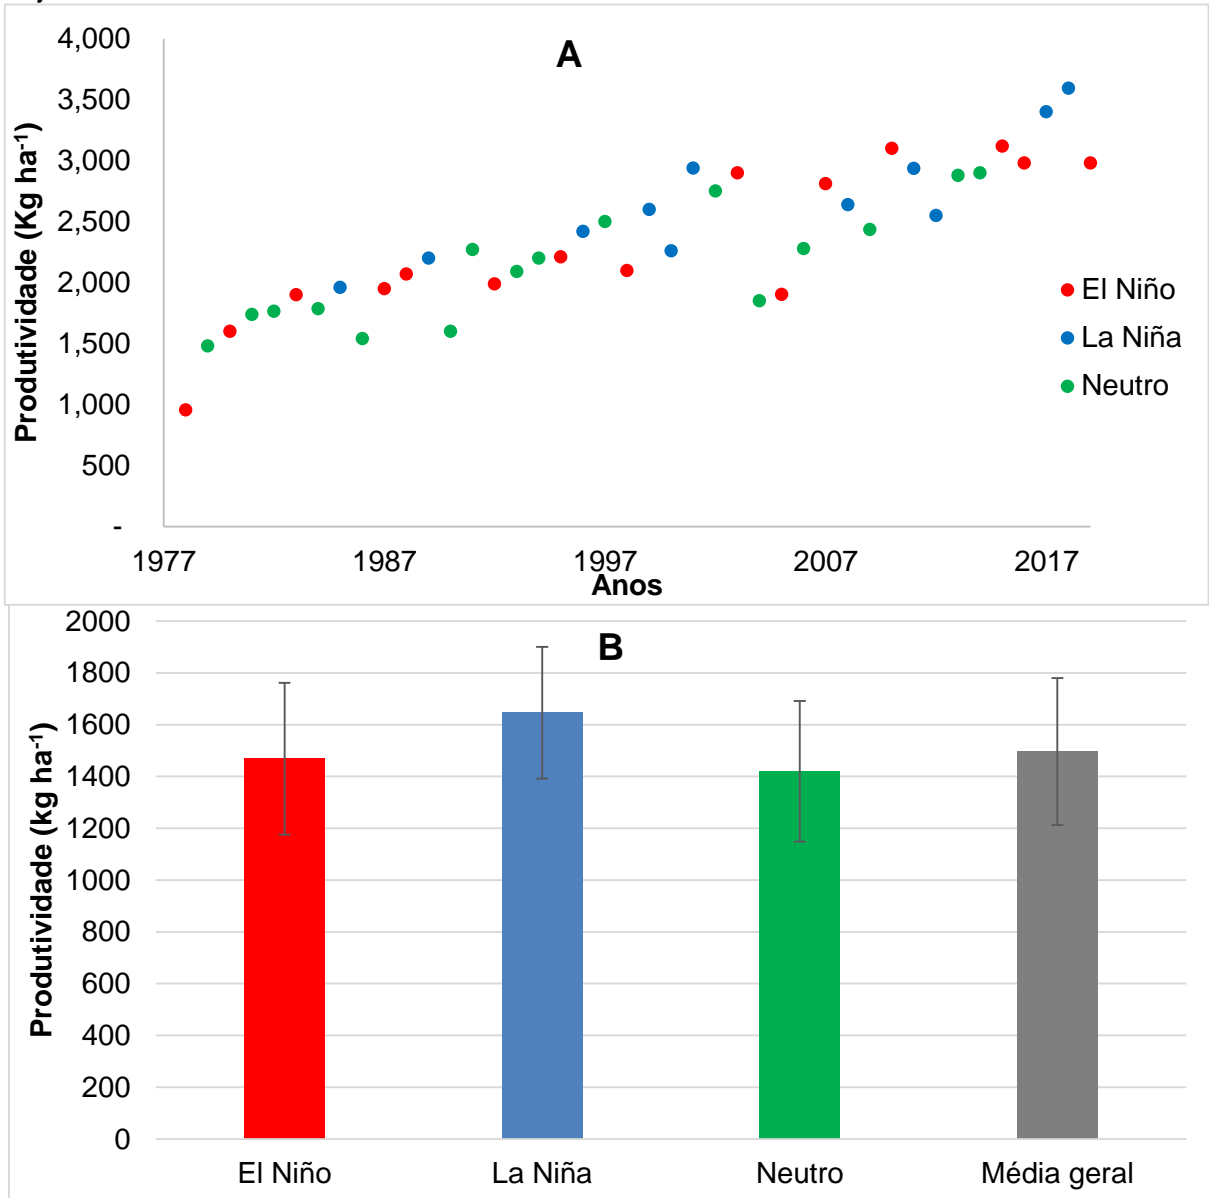 A
4,000
3,500
3,000
2,500
2,000
1,500
1,000
500
-
Produtividade (Kg ha-1)
El Niño
La Niña
Neutro
1977 1987 1997 2007 2017
Anos
B
2000
1800
1600
1400
1200
1000
800
600
400
200
0
Produtividade (kg ha-1)
El Niño La Niña Neutro Média geral